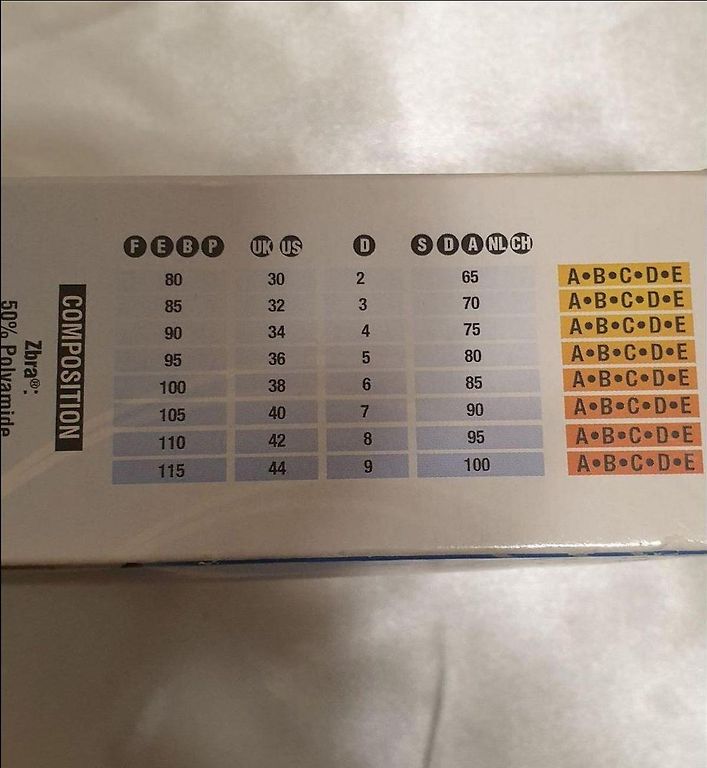 F E B P UK US D S D A NL CH
80 30 2 65 A•B•C•D•E
85 32 3 70 A•B•C•D•E
90 34 4 75 A•B•C•D•E
95 36 5 80 A•B•C•D•E
100 38 6 85 A•B•C•D•E
105 40 7 90 A•B•C•D•E
110 42 8 95 A•B•C•D•E
115 44 9 100 A•B•C•D•E
COMPOSITION
Zbra®:
50% Polyamide